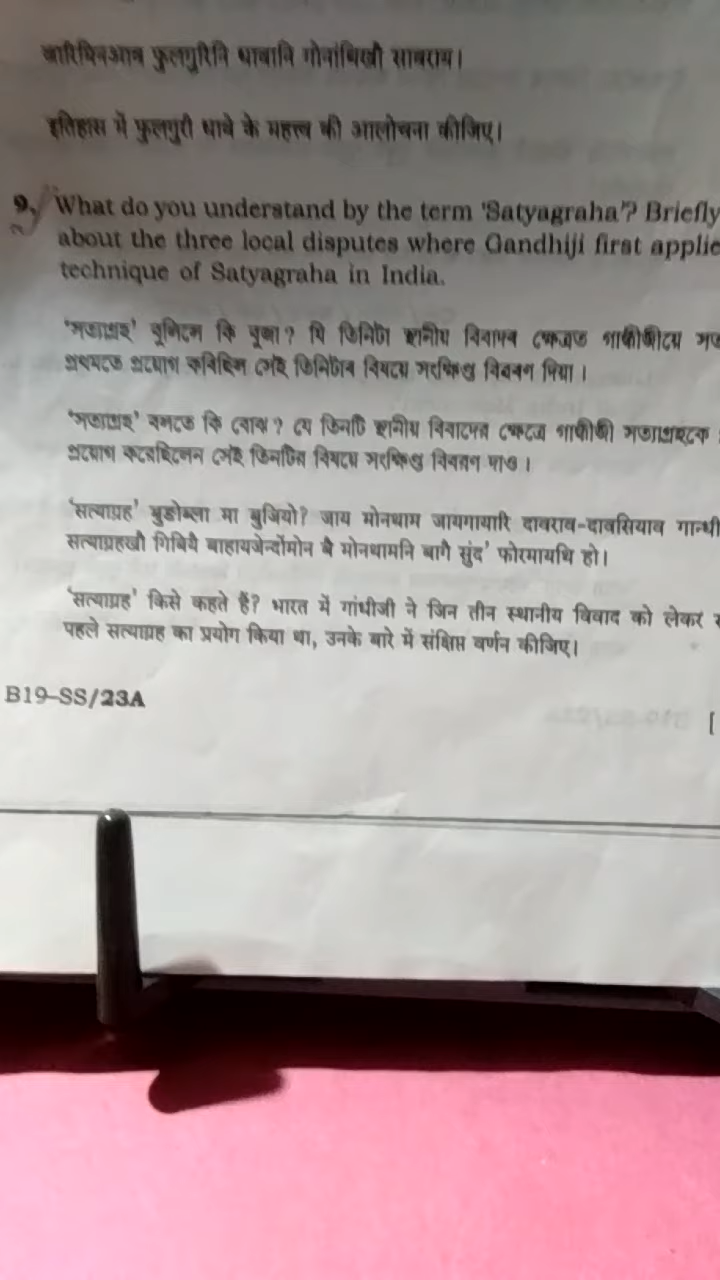 खारिथिनआव फुलगुरिनि धावानि गोनांथिखौ सावराय।
इतिहास में फुलगुरी धावे के महत्त्व की आलोचना कीजिए।
9. What do you understand by the term 'Satyagraha'? Briefly
about the three local disputes where Gandhiji first applie
technique of Satyagraha in India.
'সত্যাগ্ৰহ' বুলিলে কি বুজা? যি তিনিটা স্থানীয় বিবাদৰ ক্ষেত্ৰত গান্ধীজীয়ে সত
প্ৰথমতে প্ৰয়োগ কৰিছিল সেই তিনিটাৰ বিষয়ে সংক্ষিপ্ত বিৱৰণ দিয়া।
'সত্যাগ্রহ' বলতে কি বোঝ? যে তিনটি স্থানীয় বিবাদের ক্ষেত্রে গান্ধীজী সত্যাগ্রহকে
প্রয়োগ করেছিলেন সেই তিনটির বিষয়ে সংক্ষিপ্ত বিবরণ দাও।
'सत्याग्रह' बुङोब्ला मा बुजियो? जाय मोनथाम जायगायारि दावराव-दावसियाव गान्धी
सत्याग्रहखौ गिबियै बाहायजेन्दोंमोन बै मोनथामनि बागै सुंद' फोरमायथि हो।
'सत्याग्रह' किसे कहते हैं? भारत में गांधीजी ने जिन तीन स्थानीय विवाद को लेकर स
पहले सत्याग्रह का प्रयोग किया था, उनके बारे में संक्षिप्त वर्णन कीजिए।
B19-SS/23A
[